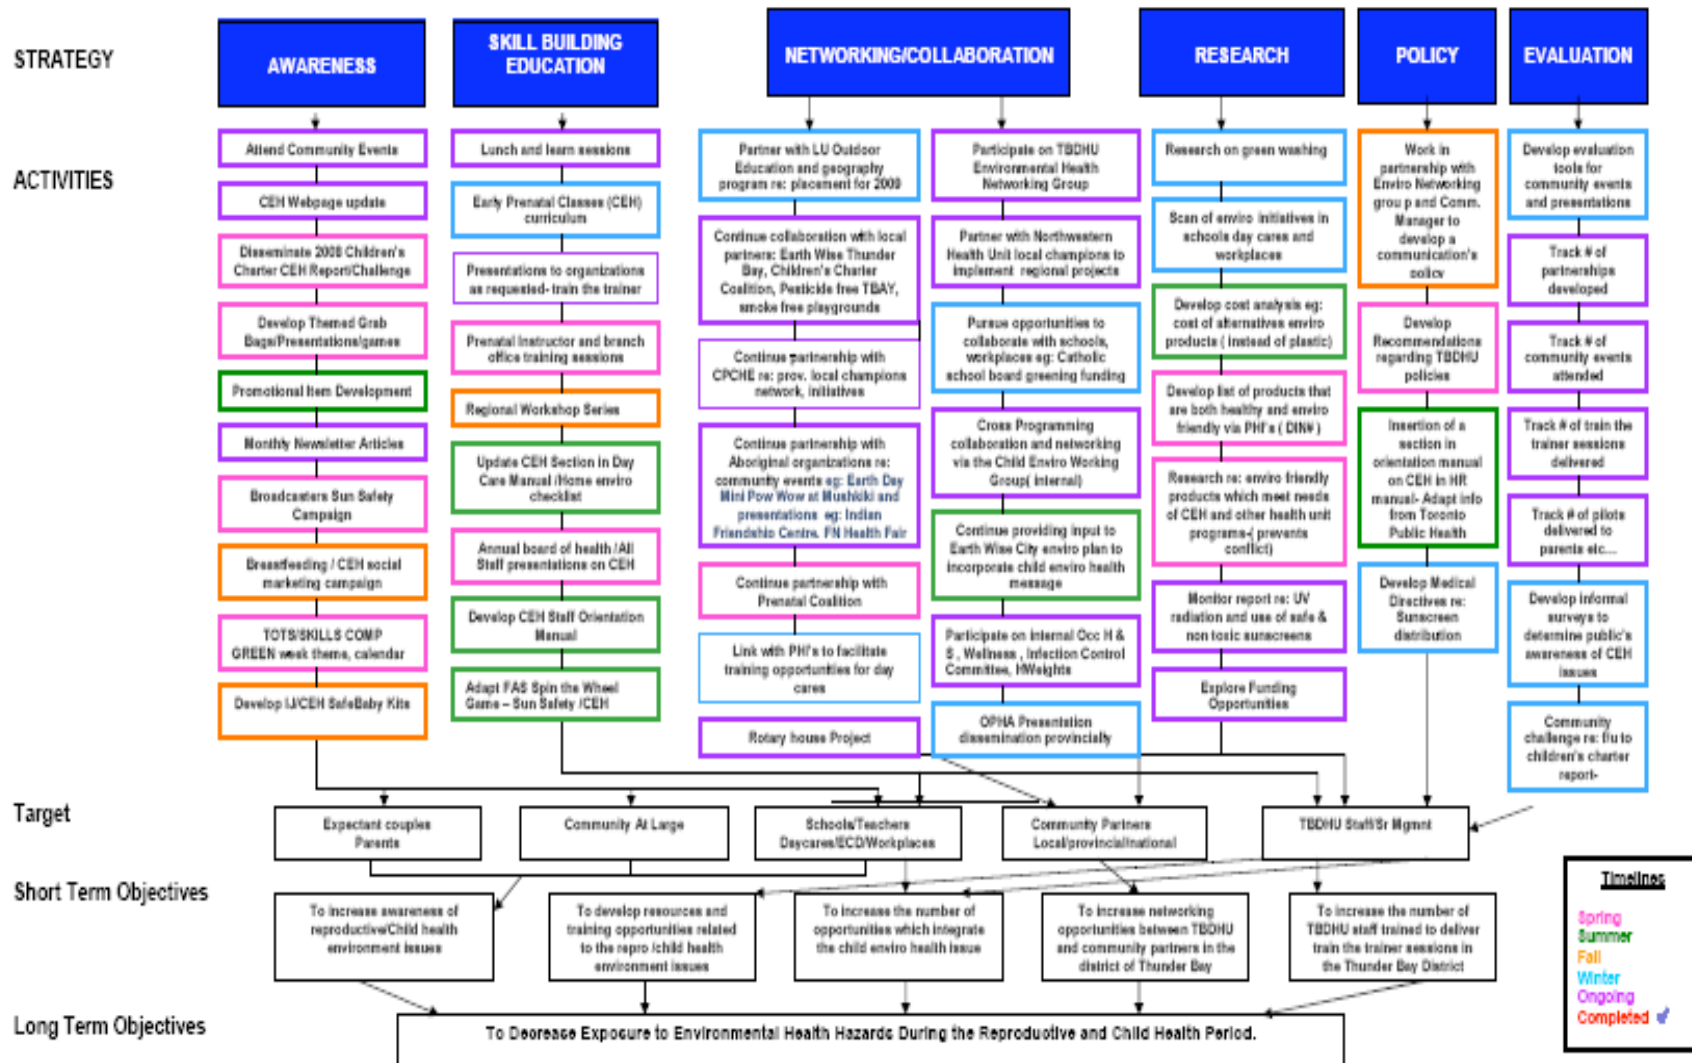 STRATEGY
AWARENESS
SKILL BUILDING
EDUCATION
NETWORKING/COLLABORATION
RESEARCH
POLICY
EVALUATION
ACTIVITIES
Attend Community Events
CEH Webpage update
Disseminate 2008 Children's
Charter CEH Report/Challenge
Develop Themed Grab
Bags/Presentations/games
Promotional Item Development
Monthly Newsletter Articles
Broadcasters Sun Safety
Campaign
Breastfeeding / CEH social
marketing campaign
TOTS/SKILLS COMP
GREEN week theme, calendar
Develop IJ/CEH SafeBaby Kits
Lunch and learn sessions
Early Prenatal Classes (CEH)
curriculum
Presentations to organizations
as requested- train the trainer
Prenatal Instructor and branch
office training sessions
Regional Workshop Series
Update CEH Section in Day
Care Manual /Home enviro
checklist
Annual board of health /All
Staff presentations on CEH
Develop CEH Staff Orientation
Manual
Adapt FAS Spin the Wheel
Game – Sun Safety /CEH
Partner with LU Outdoor
Education and geography
program re: placement for 2009
Continue collaboration with local
partners: Earth Wise Thunder
Bay, Children's Charter
Coalition, Pesticide free TBAY,
smoke free playgrounds
Continue partnership with
CPCHE re: prov. local champions
network, initiatives
Continue partnership with
Aboriginal organizations re:
community events eg: Earth Day
Mini Pow Wow at Mushkiki and
presentations eg: Indian
Friendship Centre. FN Health Fair
Continue partnership with
Prenatal Coalition
Link with PHI's to facilitate
training opportunities for day
cares
Rotary house Project
Participate on TBDHU
Environmental Health
Networking Group
Partner with Northwestern
Health Unit local champions to
implement regional projects
Pursue opportunities to
collaborate with schools,
workplaces eg: Catholic
school board greening funding
Cross Programming
collaboration and networking
via the Child Enviro Working
Group( internal)
Continue providing input to
Earth Wise City enviro plan to
incorporate child enviro health
message
Participate on internal Occ H &
S , Wellness , Infection Control
Committee, HWeights
OPHA Presentation
dissemination provincially
Research on green washing
Scan of enviro initiatives in
schools day cares and
workplaces
Develop cost analysis eg:
cost of alternatives enviro
products ( instead of plastic)
Develop list of products that
are both healthy and enviro
friendly via PHI's ( DIN# )
Research re: enviro friendly
products which meet needs
of CEH and other health unit
programs-( prevents
conflict)
Monitor report re: UV
radiation and use of safe &
non toxic sunscreens
Explore Funding
Opportunities
Work in
partnership with
Enviro Networking
grou p and Comm.
Manager to
develop a
communication's
policy
Develop
Recommendations
regarding TBDHU
policies
Insertion of a
section in
orientation manual
on CEH in HR
manual- Adapt info
from Toronto
Public Health
Develop Medical
Directives re:
Sunscreen
distribution
Develop evaluation
tools for
community events
and presentations
Track # of
partnerships
developed
Track # of
community events
attended
Track # of train the
trainer sessions
delivered
Track # of pilots
delivered to
parents etc...
Develop informal
surveys to
determine public's
awareness of CEH
issues
Community
challenge re: f/u to
children's charter
report-
Target
Expectant couples
Parents
Community At Large
Schools/Teachers
Daycares/ECD/Workplaces
Community Partners
Local/provincial/national
TBDHU Staff/Sr Mgmnt
Short Term Objectives
To increase awareness of
reproductive/Child health
environment issues
To develop resources and
training opportunities related
to the repro /child health
environment issues
To increase the number of
opportunities which integrate
the child enviro health issue
To increase networking
opportunities between TBDHU
and community partners in the
district of Thunder Bay
To increase the number of
TBDHU staff trained to deliver
train the trainer sessions in
the Thunder Bay District
Timelines
Spring
Summer
Fall
Winter
Ongoing
Completed
Long Term Objectives
To Decrease Exposure to Environmental Health Hazards During the Reproductive and Child Health Period.